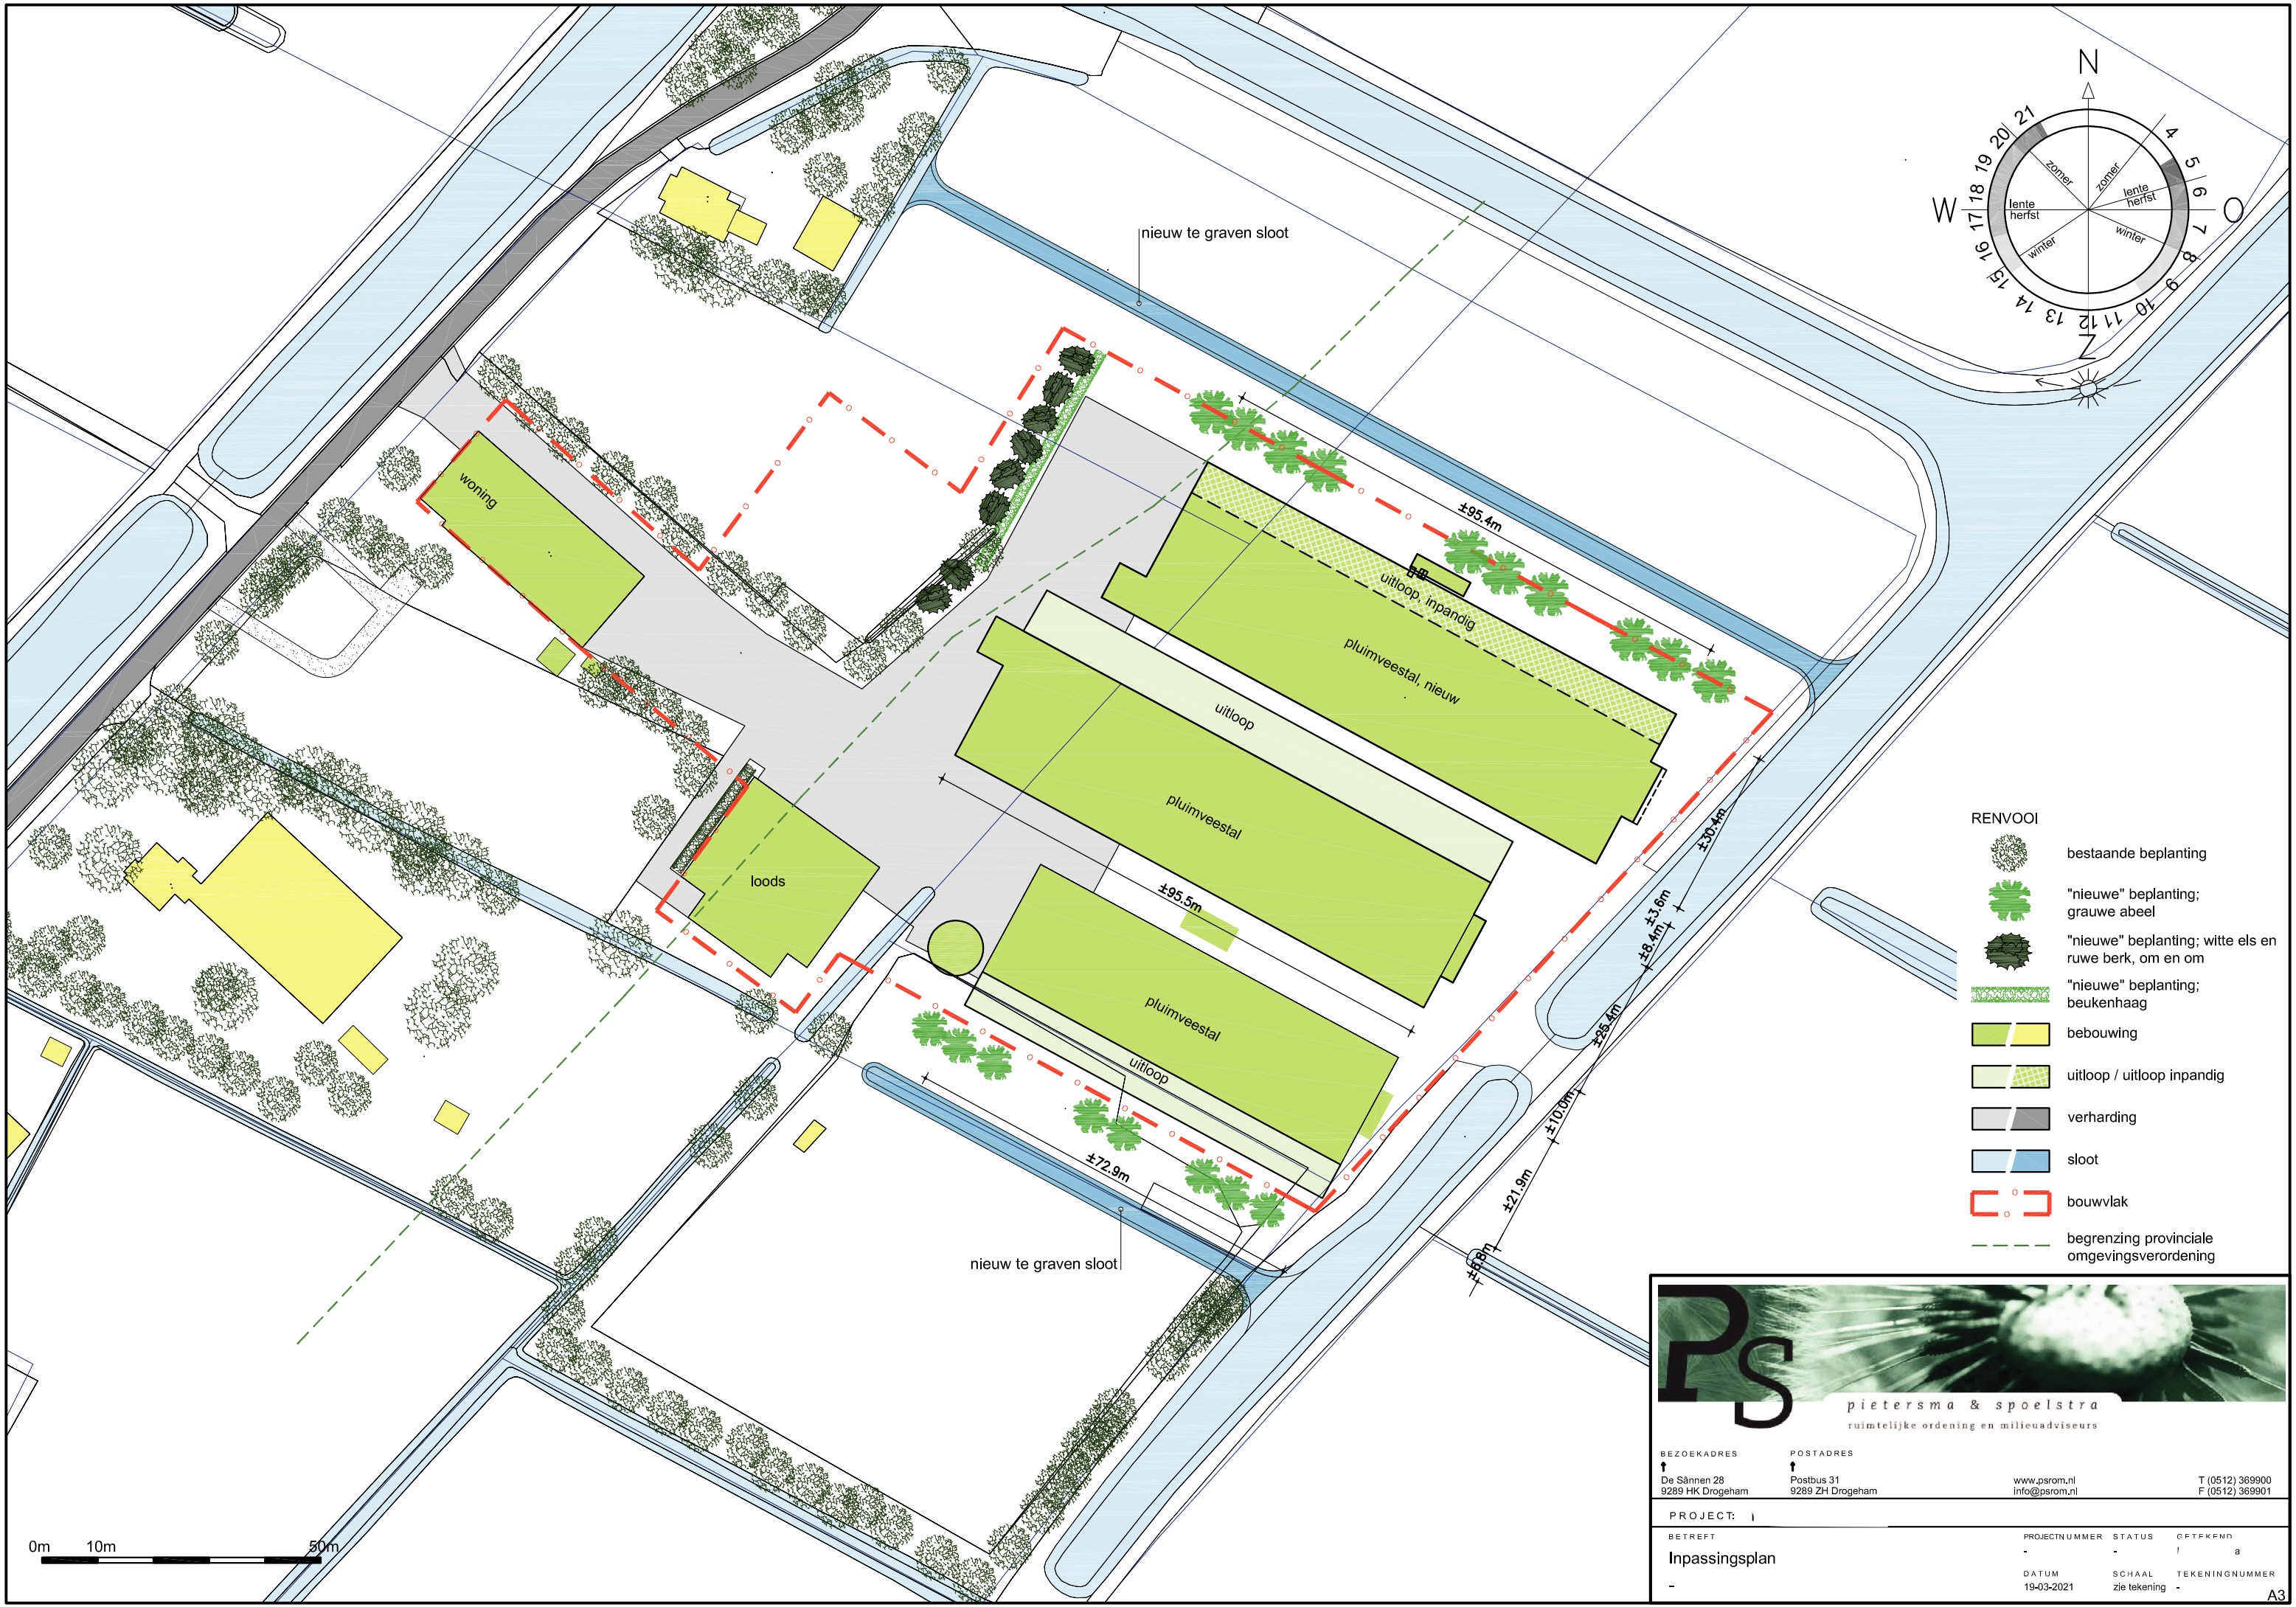 N
W
O
Z
4
5
6
7
8
9
10
11
12
13
14
15
16
17
18
19
20
21
zomer
zomer
lente
herfst
lente
herfst
winter
winter
nieuw te graven sloot
woning
±95.4m
uitloop, inpandig
pluimveestal, nieuw
uitloop
pluimveestal
±95.5m
loods
pluimveestal
uitloop
±72.9m
nieuw te graven sloot
±30.4m
±3.6m
±8.4m
±25.4m
±10.0m
±21.9m
±6.8m
RENVOOI
bestaande beplanting
"nieuwe" beplanting;
grauwe abeel
"nieuwe" beplanting; witte els en
ruwe berk, om en om
"nieuwe" beplanting;
beukenhaag
bebouwing
uitloop / uitloop inpandig
verharding
sloot
bouwvlak
begrenzing provinciale
omgevingsverordening
0m 10m 50m
PS
pietersma & spoelstra
ruimtelijke ordening en milieuadviseurs
BEZOEKADRES POSTADRES
De Sânnen 28 Postbus 31 www.psrom.nl T (0512) 369900
9289 HK Drogeham 9289 ZH Drogeham info@psrom.nl F (0512) 369901
PROJECT:
BETREFT PROJECTNUMMER STATUS GETEKEND
Inpassingsplan - - a
DATUM SCHAAL TEKENINGNUMMER
- 19-03-2021 zie tekening -
A3